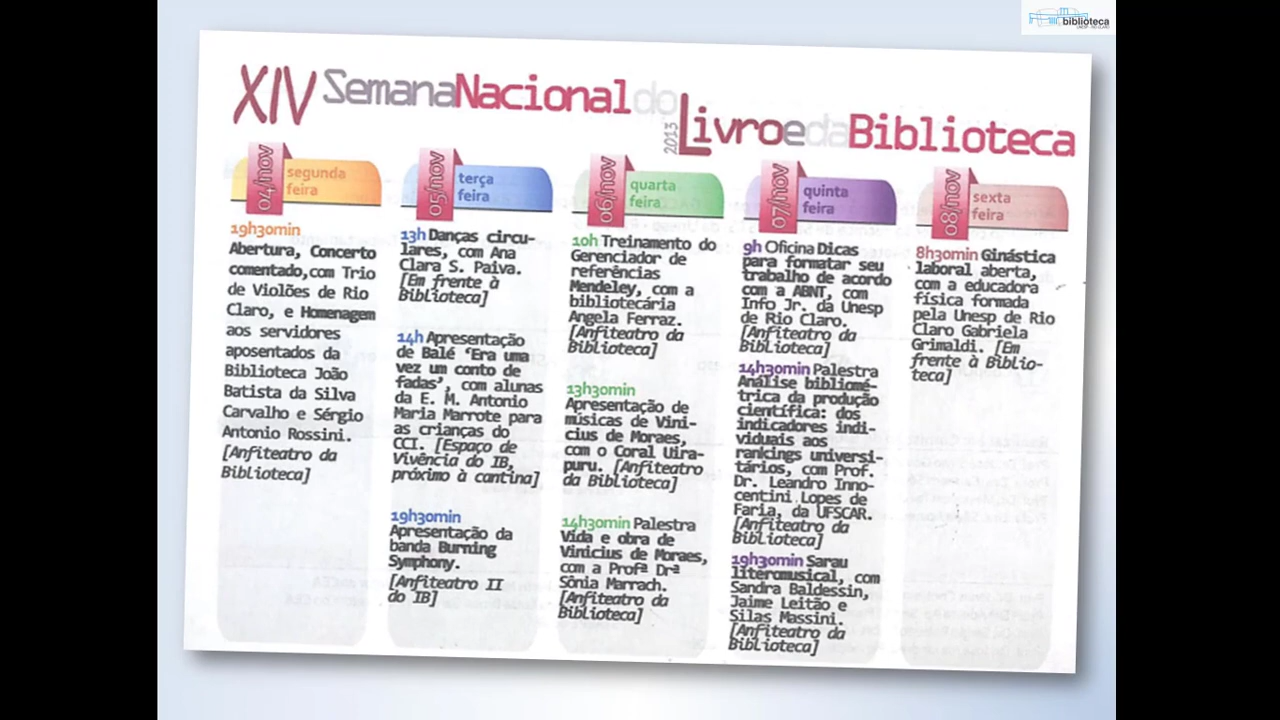 biblioteca
UNESP - RIO CLARO
XIV Semana Nacional do
2013 Livro e da Biblioteca
04/nov segunda
feira
19h30min
Abertura, Concerto
comentado,com Trio
de Violões de Rio
Claro, e Homenagem
aos servidores
aposentados da
Biblioteca João
Batista da Silva
Carvalho e Sérgio
Antonio Rossini.
[Anfiteatro da
Biblioteca]
05/nov terça
feira
13h Danças circu-
lares, com Ana
Clara S. Paiva.
[Em frente à
Biblioteca]
14h Apresentação
de Balé ‘Era uma
vez um conto de
fadas’, com alunas
da E. M. Antonio
Maria Marrote para
as crianças do
CCI. [Espaço de
Vivência do IB,
próximo à cantina]
19h30min
Apresentação da
banda Burning
Symphony.
[Anfiteatro II
do IB]
06/nov quarta
feira
10h Treinamento do
Gerenciador de
referências
Mendeley, com a
bibliotecária
Angela Ferraz.
[Anfiteatro da
Biblioteca]
13h30min
Apresentação de
músicas de Vini-
cius de Moraes,
com o Coral Uira-
puru. [Anfiteatro
da Biblioteca]
14h30min Palestra
Vida e obra de
Vinicius de Moraes,
com a Profª Drª
Sônia Marrach.
[Anfiteatro da
Biblioteca]
07/nov quinta
feira
9h Oficina Dicas
para formatar seu
trabalho de acordo
com a ABNT, com
Info Jr. da Unesp
de Rio Claro.
[Anfiteatro da
Biblioteca]
14h30min Palestra
Análise bibliomé-
trica da produção
científica: dos
indicadores indi-
viduais aos
rankings universi-
tários, com Prof.
Dr. Leandro Inno-
centini Lopes de
Faria, da UFSCAR.
[Anfiteatro da
Biblioteca]
19h30min Sarau
literomusical, com
Sandra Baldessin,
Jaime Leitão e
Silas Massini.
[Anfiteatro da
Biblioteca]
08/nov sexta
feira
8h30min Ginástica
laboral aberta,
com a educadora
física formada
pela Unesp de Rio
Claro Gabriela
Grimaldi. [Em
frente à Biblio-
teca]